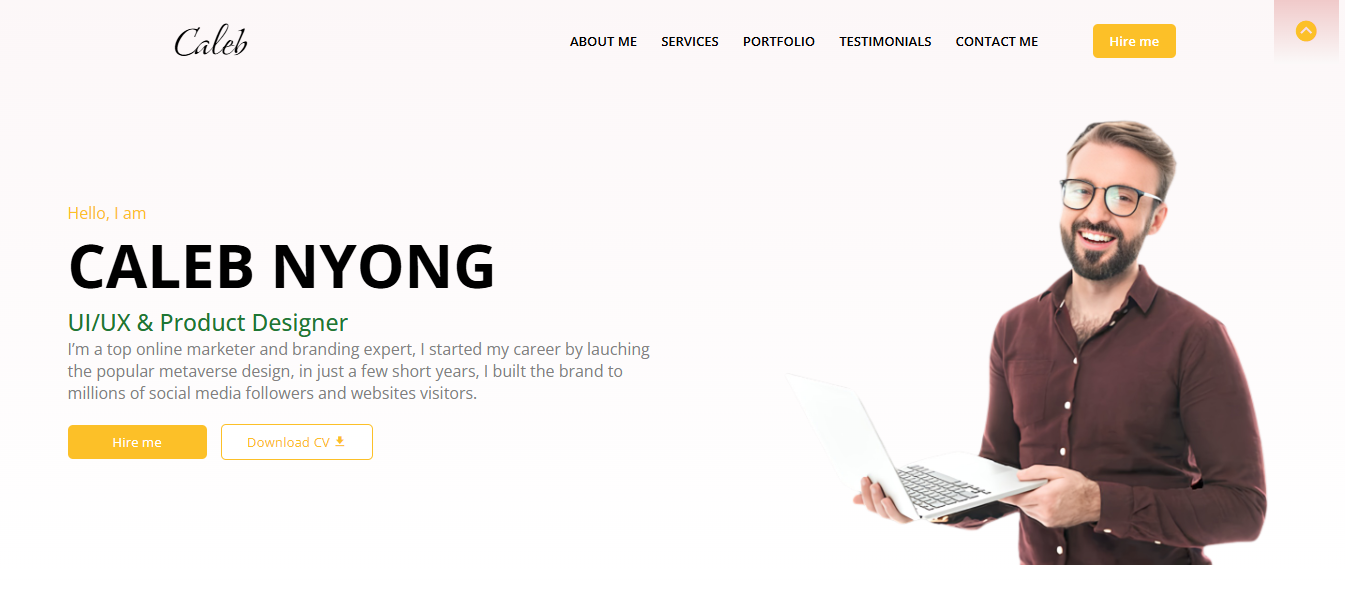 Caleb
ABOUT ME
SERVICES
PORTFOLIO
TESTIMONIALS
CONTACT ME
Hire me
Hello, I am
CALEB NYONG
UI/UX & Product Designer
I’m a top online marketer and branding expert, I started my career by lauching
the popular metaverse design, in just a few short years, I built the brand to
millions of social media followers and websites visitors.
Hire me
Download CV